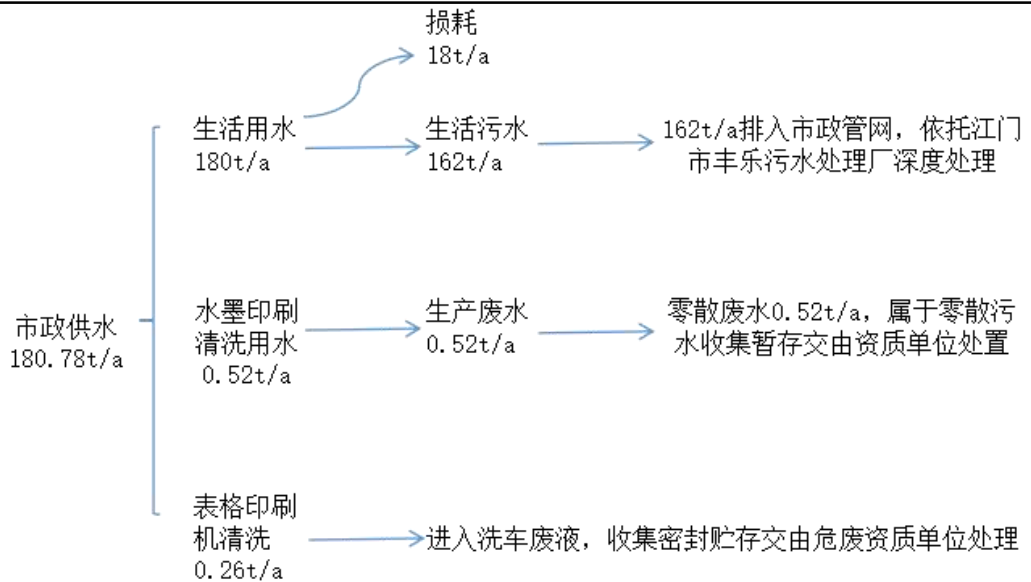 损耗
18t/a
生活用水
180t/a
生活污水
162t/a
162t/a排入市政管网，依托江门
市丰乐污水处理厂深度处理
市政供水
180.78t/a
水墨印刷
清洗用水
0.52t/a
生产废水
0.52t/a
零散废水0.52t/a，属于零散污
水收集暂存交由资质单位处置
表格印刷
机清洗
0.26t/a
进入洗车废液，收集密封贮存交由危废资质单位处理